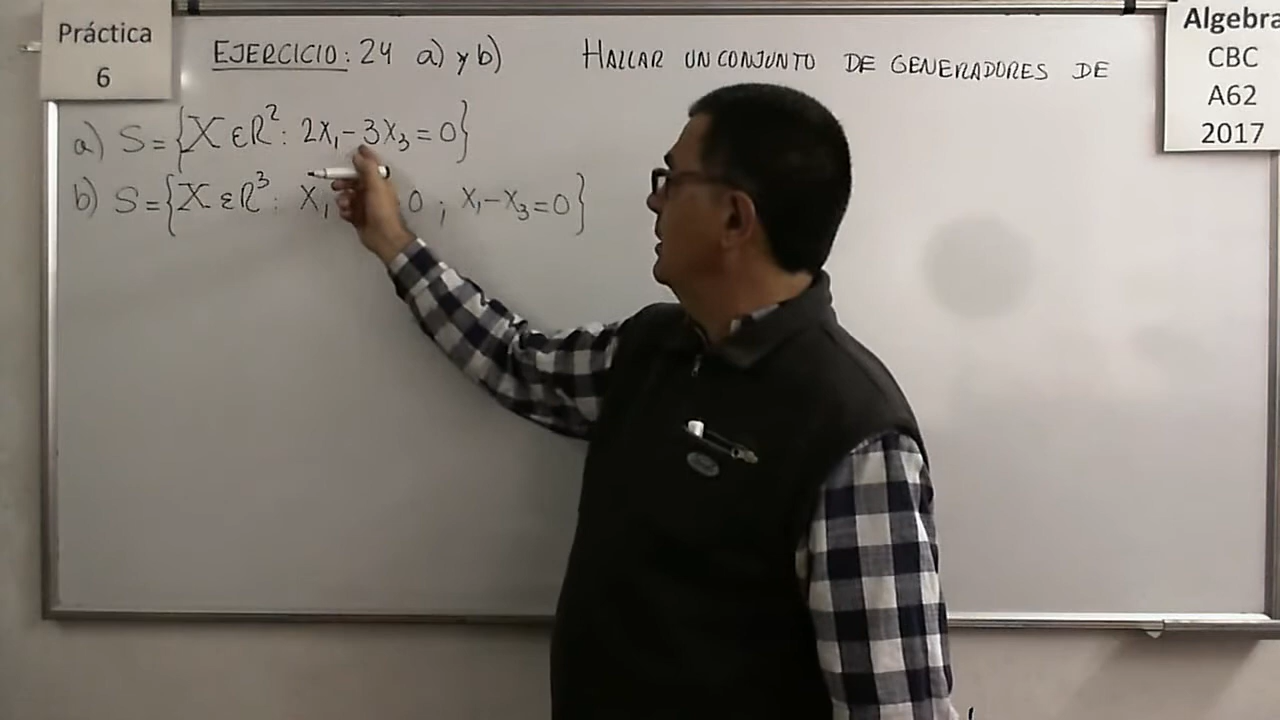 Práctica
6
EJERCICIO: 24 a) y b) HALLAR UN CONJUNTO DE GENERADORES DE
Algebra
CBC
A62
2017
a) S={X ∈ ℝ²: 2X₁-3X₃=0}
b) S={X ∈ ℝ³: X₁ 0 ; X₁-X₃=0}